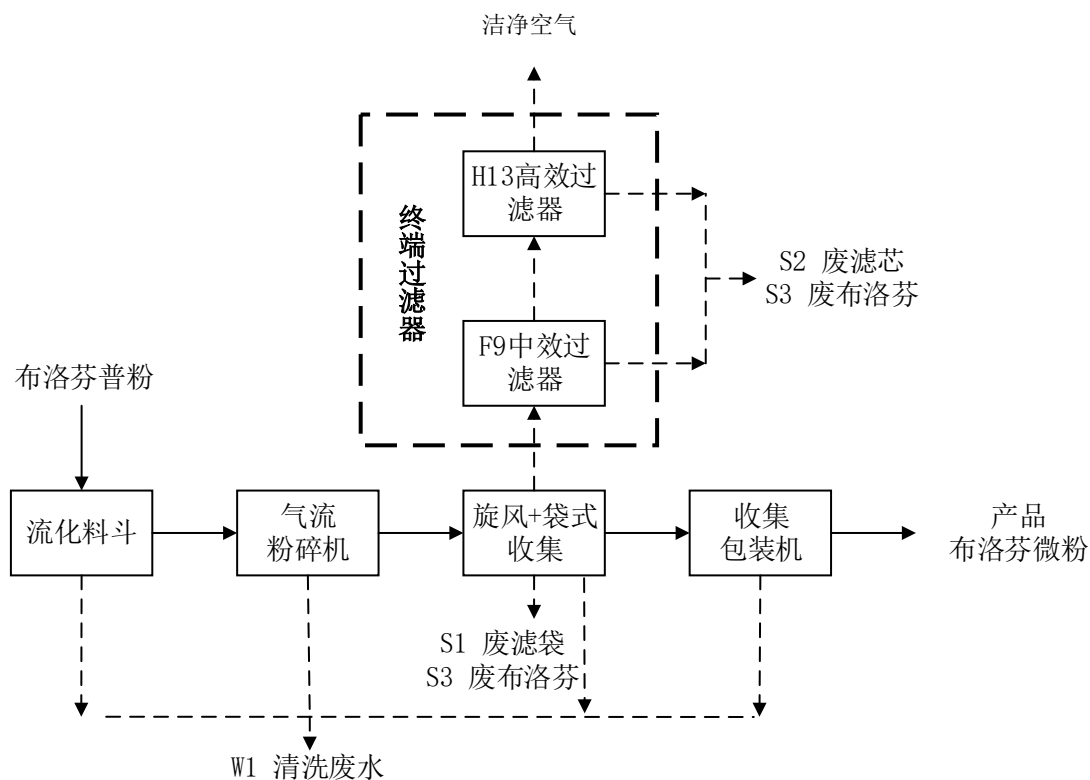 洁净空气
H13高效过
滤器
终端过滤器
S2 废滤芯
S3 废布洛芬
F9中效过
滤器
布洛芬普粉
流化料斗
气流
粉碎机
旋风+袋式
收集
收集
包装机
产品
布洛芬微粉
S1 废滤袋
S3 废布洛芬
W1 清洗废水